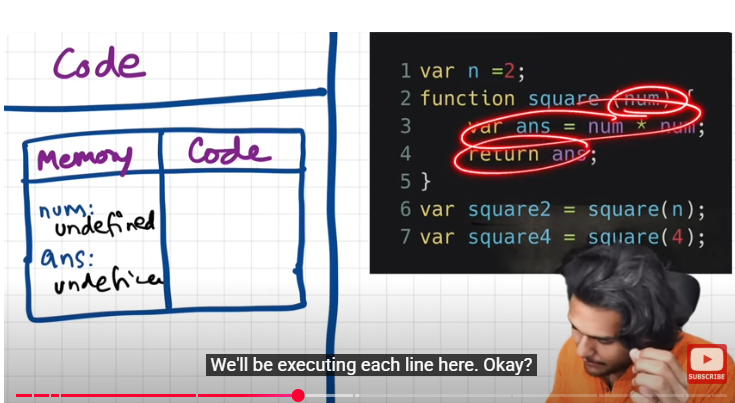 Code
Memory Code
num:
undefined
ans:
1 var n =2;
2 function square (num) {
3 var ans = num * num;
4 return ans;
5 }
6 var square2 = square(n);
7 var square4 = square(4);
We'll be executing each line here. Okay?
SUBSCRIBE